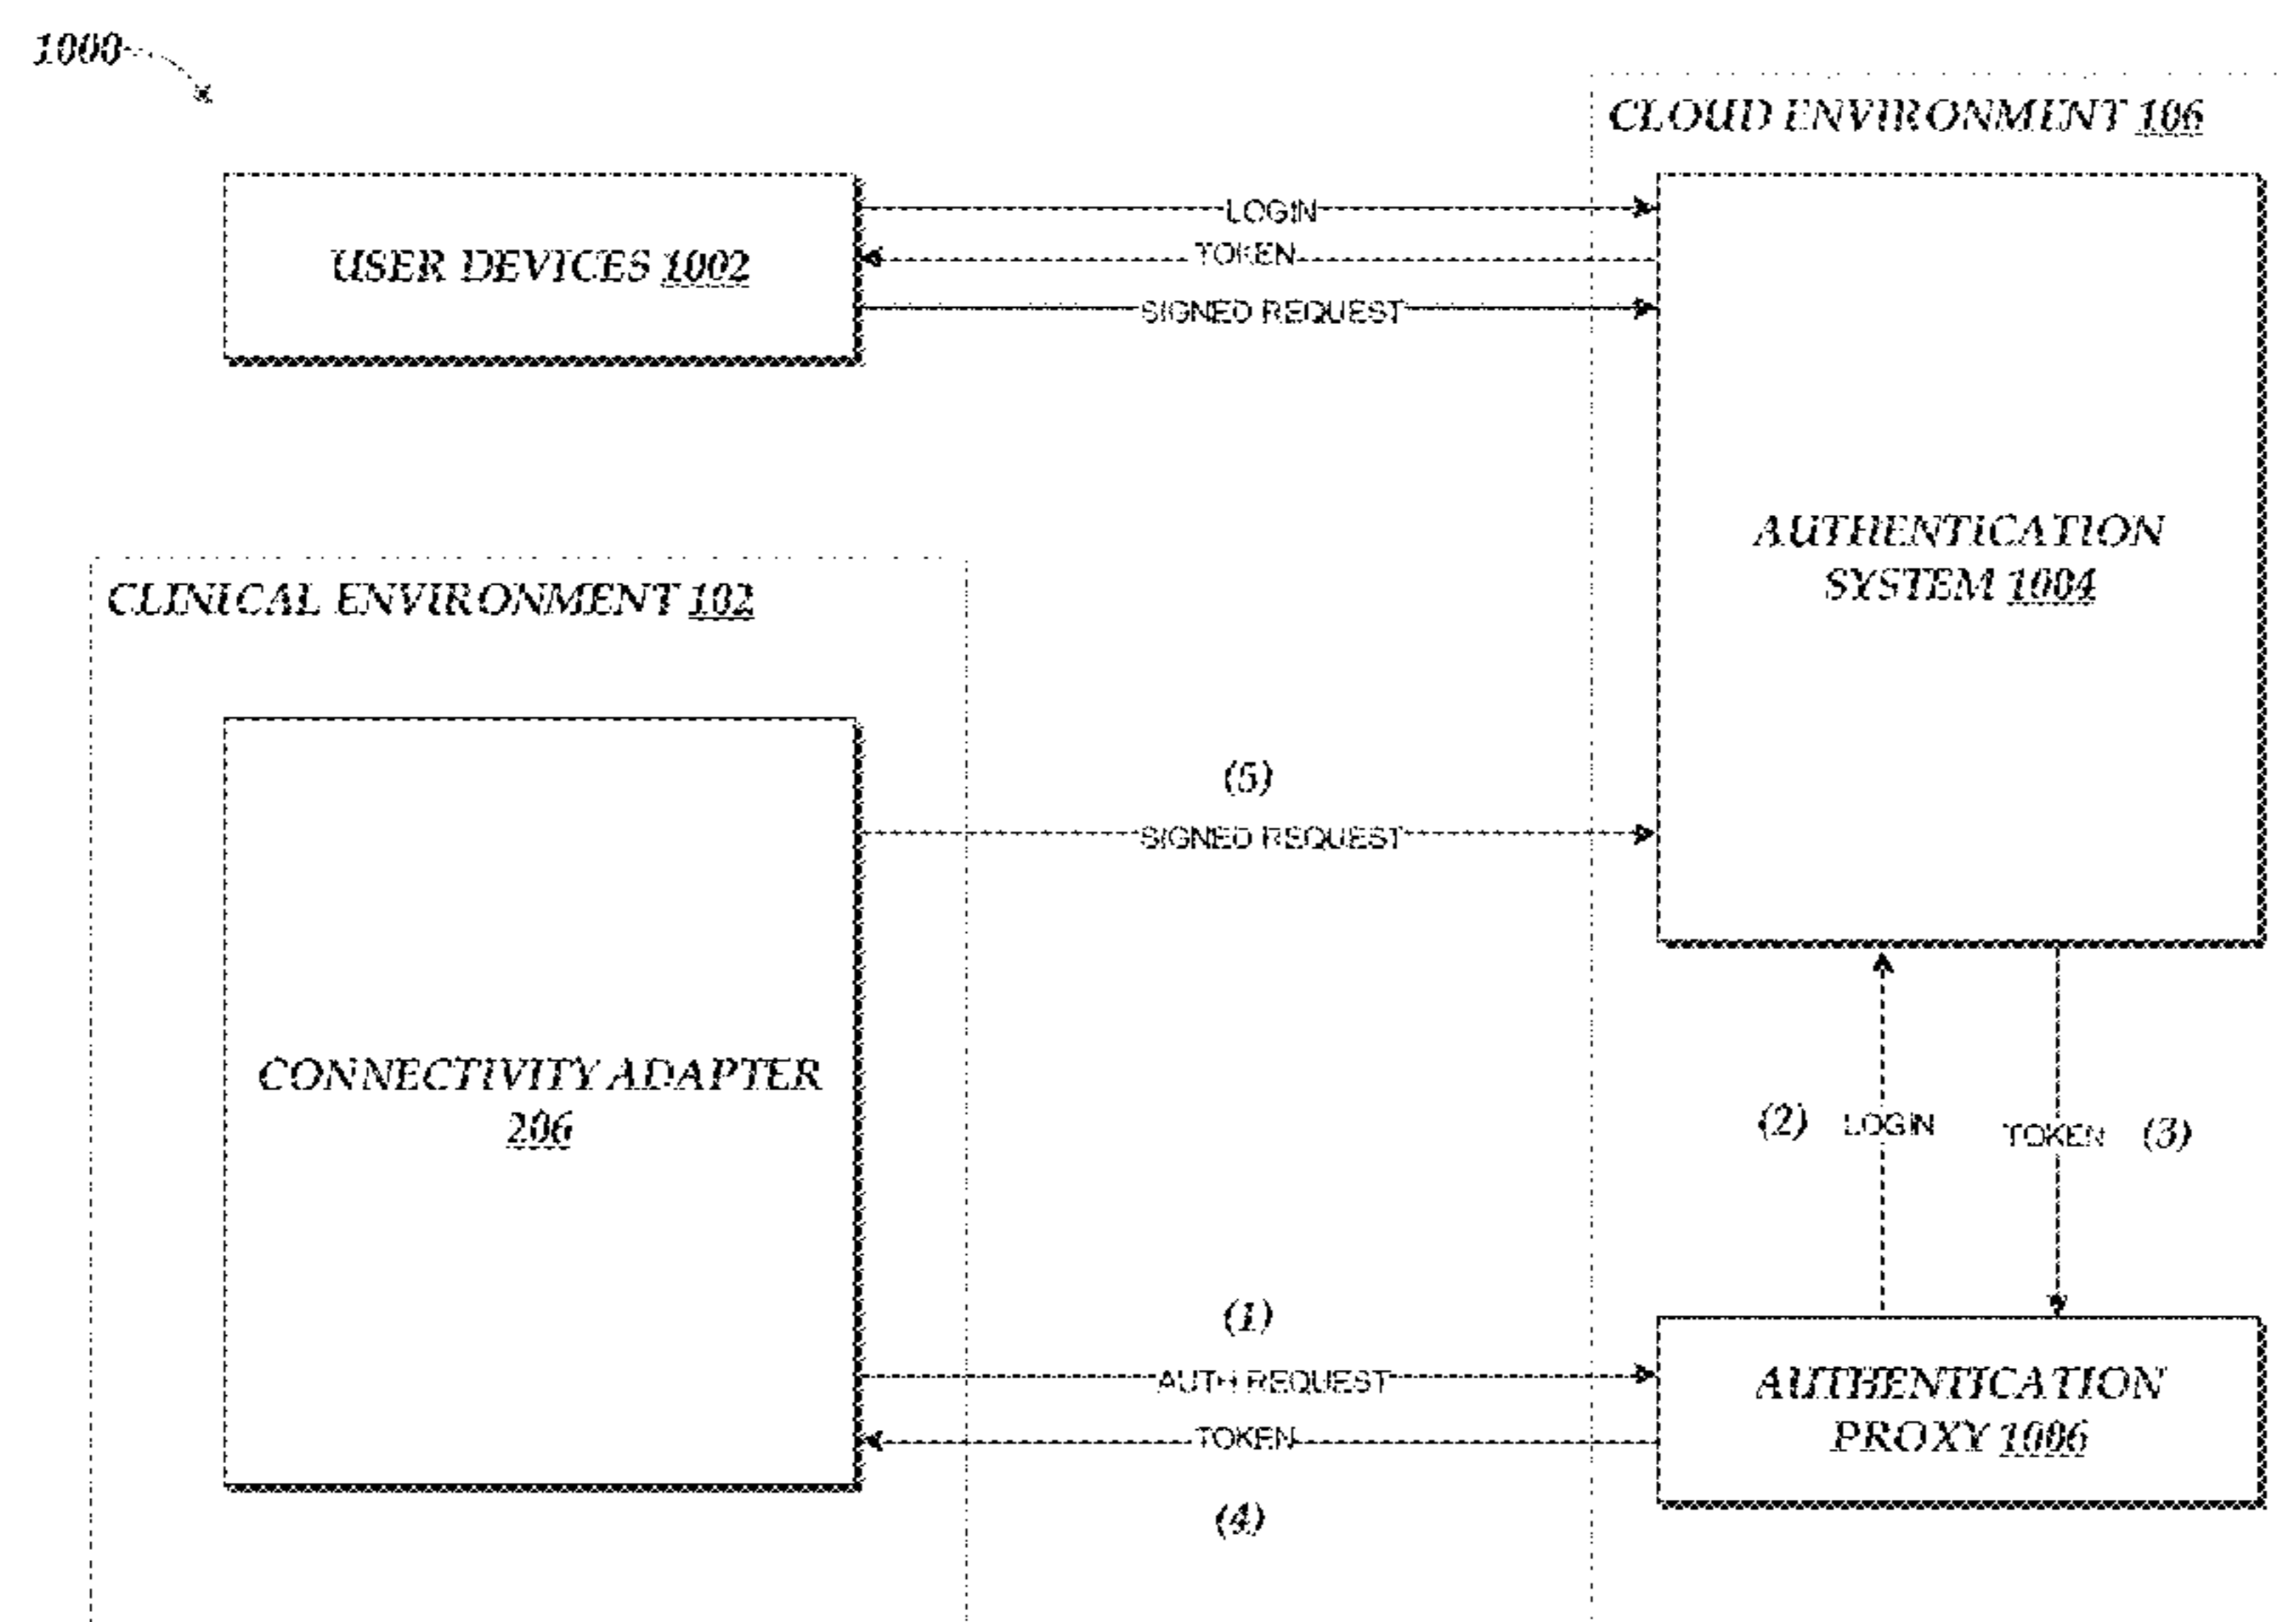 1000
CLOUD ENVIRONMENT 106
USER DEVICES 1002
LOGIN
TOKEN
SIGNED REQUEST
AUTHENTICATION
SYSTEM 1004
CLINICAL ENVIRONMENT 102
(5)
SIGNED REQUEST
CONNECTIVITY ADAPTER
206
(2) LOGIN
TOKEN (3)
(1)
AUTH REQUEST
TOKEN
(4)
AUTHENTICATION
PROXY 1006